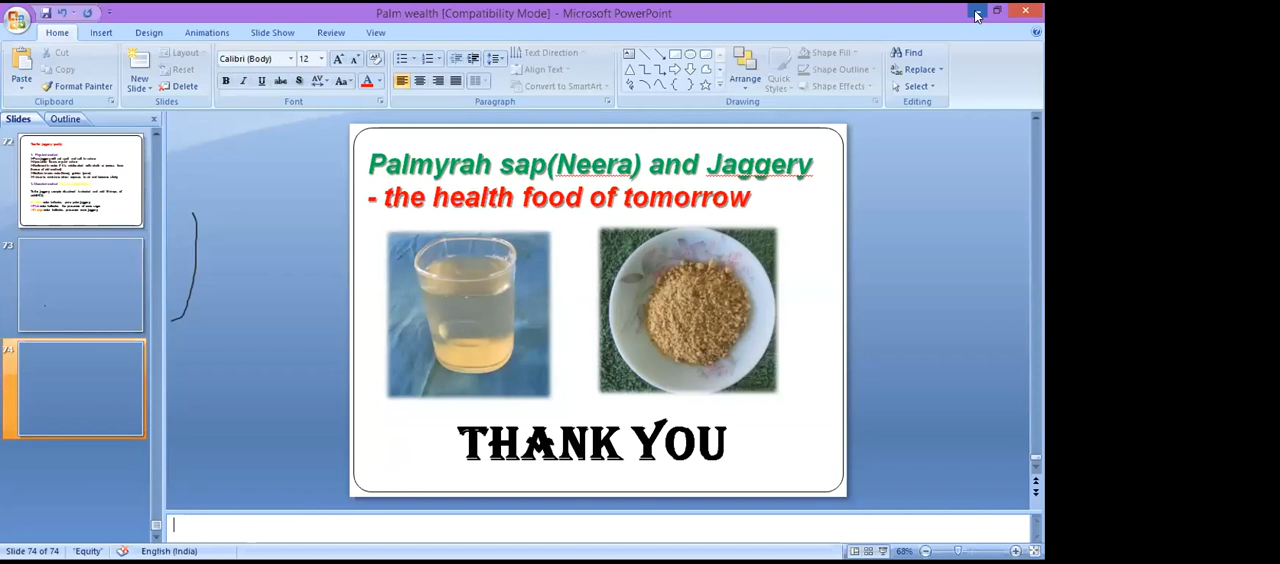 Palm wealth [Compatibility Mode] - Microsoft PowerPoint
Home Insert Design Animations Slide Show Review View
Paste
Cut
Copy
Format Painter
Clipboard
New
Slide
Layout
Reset
Delete
Slides
Calibri (Body) 12
B I U abc S AV Aa A
Font
Text Direction
Align Text
Convert to SmartArt
Paragraph
Arrange
Quick
Styles
Shape Fill
Shape Outline
Shape Effects
Drawing
Find
Replace
Select
Editing
Slides Outline
72
73
74
Palmyrah sap(Neera) and Jaggery
- the health food of tomorrow
THANK YOU
Slide 74 of 74 "Equity" English (India) 68%